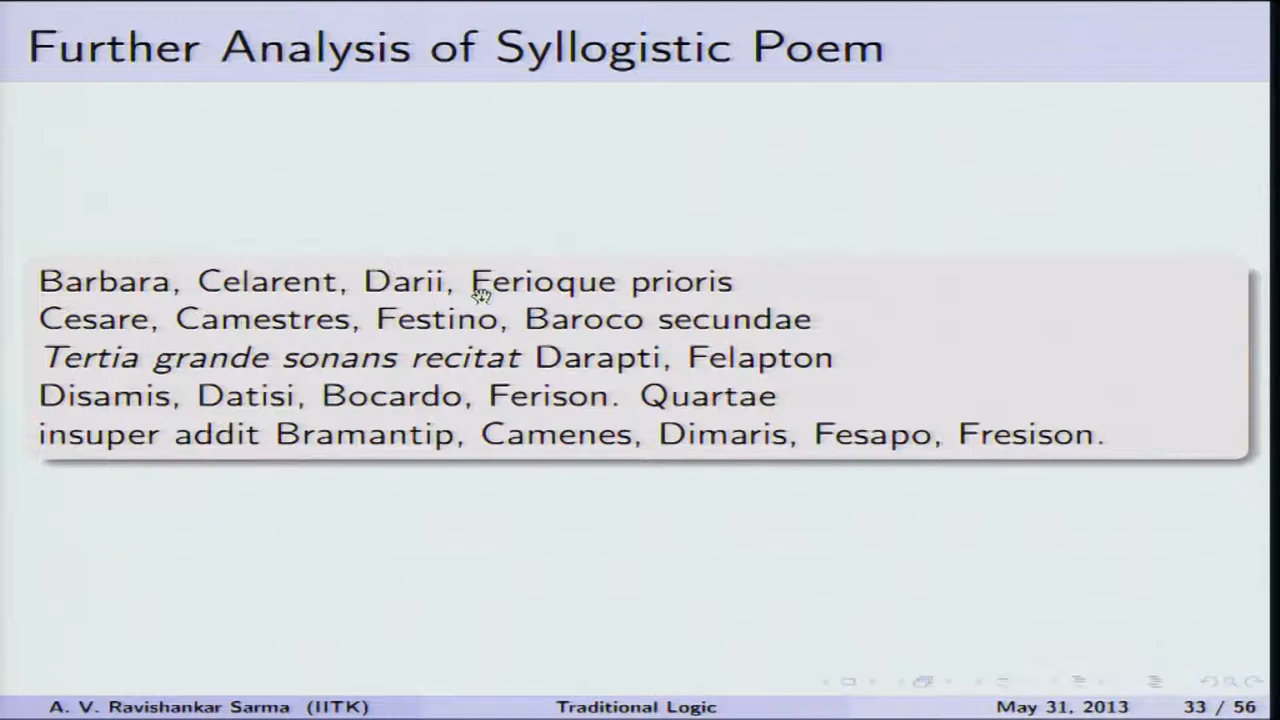 Further Analysis of Syllogistic Poem
Barbara, Celarent, Darii, Ferioque prioris
Cesare, Camestres, Festino, Baroco secundae
Tertia grande sonans recitat Darapti, Felapton
Disamis, Datisi, Bocardo, Ferison. Quartae
insuper addit Bramantip, Camenes, Dimaris, Fesapo, Fresison.
A. V. Ravishankar Sarma (IITK) Traditional Logic May 31, 2013 33 / 56